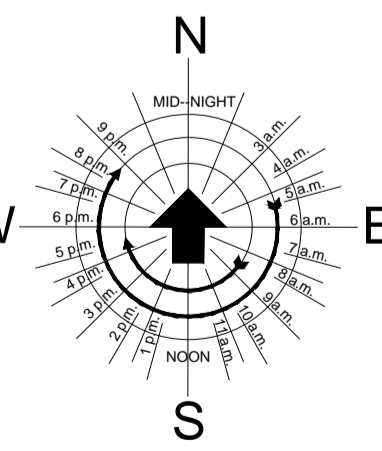 N
MID--NIGHT
3 a.m.
4 a.m.
5 a.m.
6 a.m.
7 a.m.
8 a.m.
9 a.m.
10 a.m.
11 a.m.
NOON
1 p.m.
2 p.m.
3 p.m.
4 p.m.
5 p.m.
6 p.m.
7 p.m.
8 p.m.
9 p.m.
W
E
S